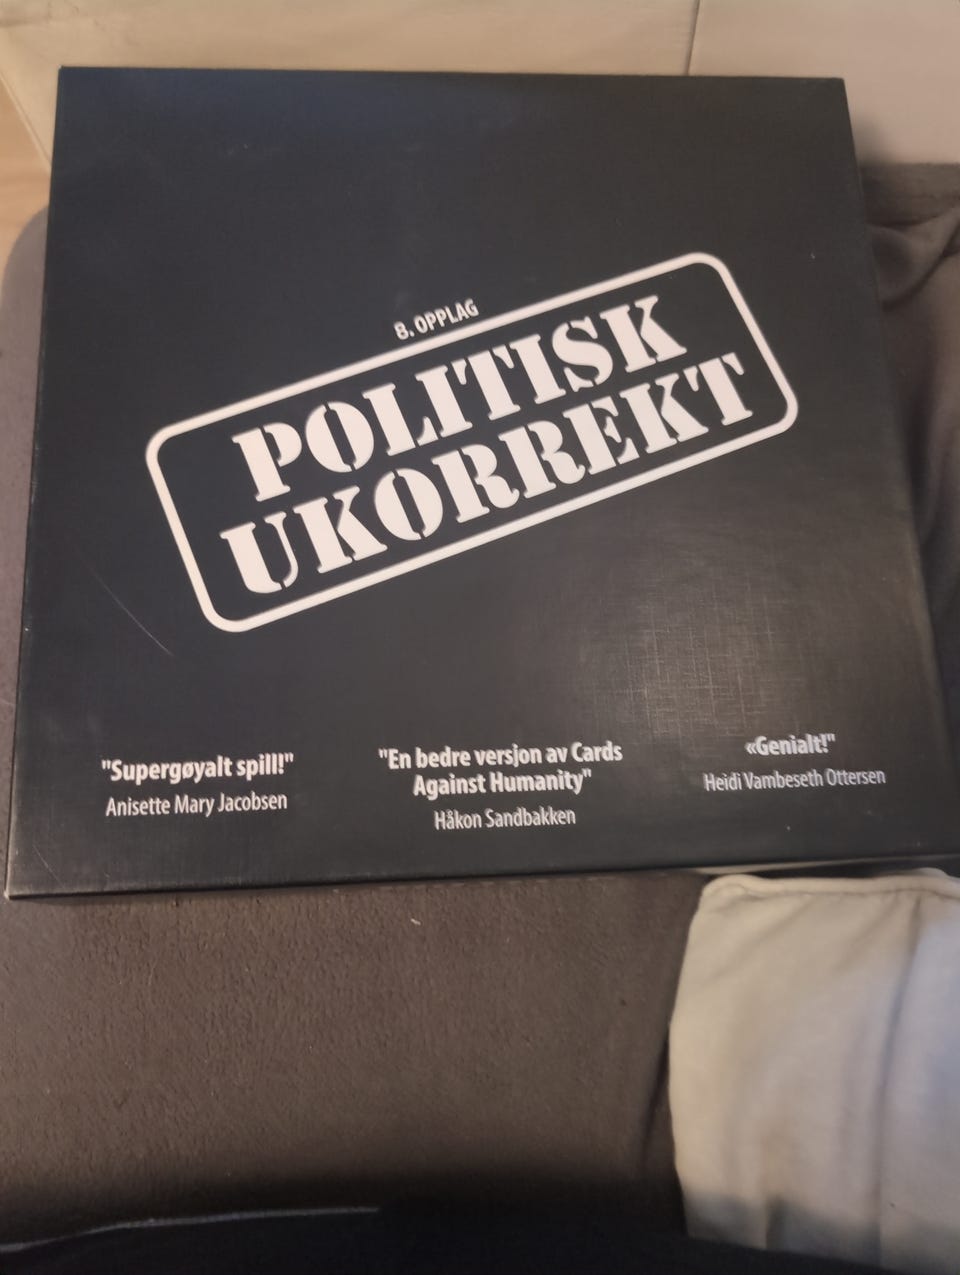 8. OPPLAG
POLITISK
UKORREKT
"Supergøyalt spill!"
Anisette Mary Jacobsen
"En bedre versjon av Cards
Against Humanity"
Håkon Sandbakken
«Genialt!"
Heidi Vambeseth Ottersen